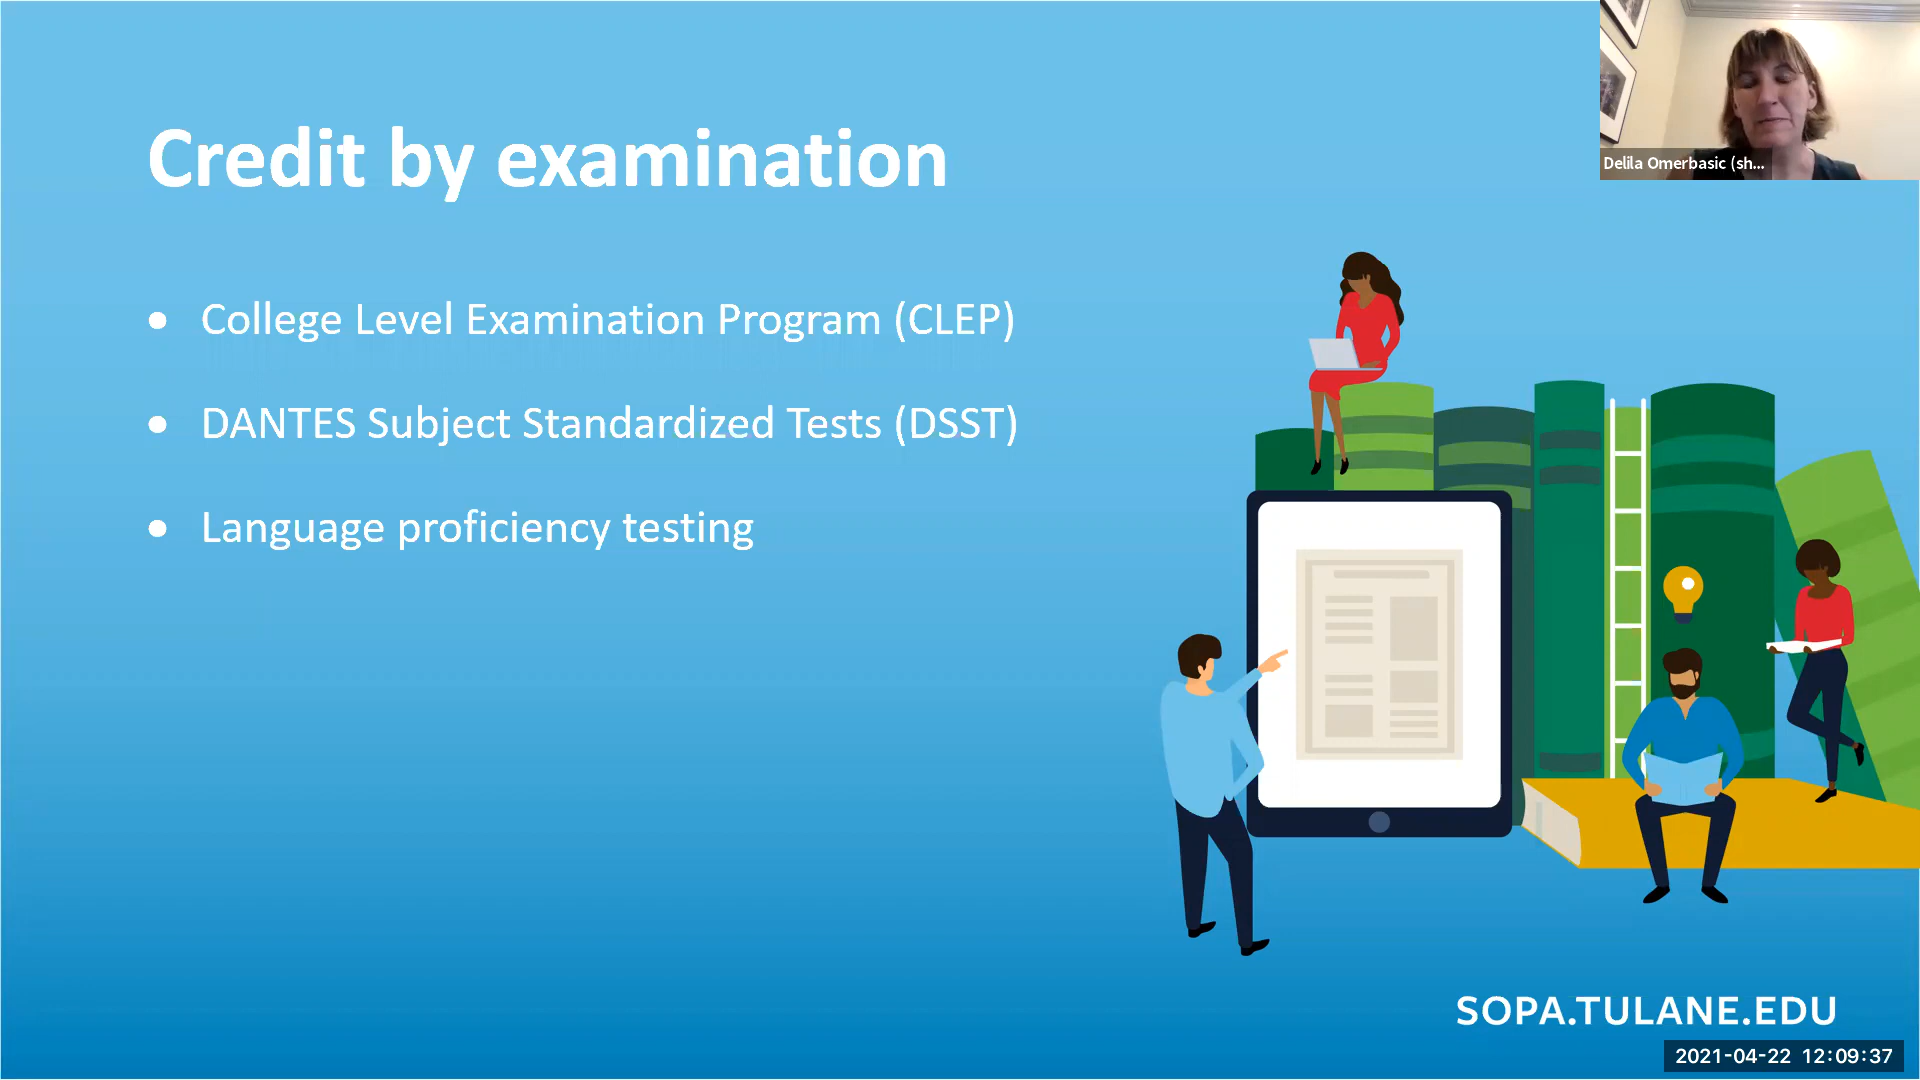 Credit by examination
Delila Omerbasic (sh...
• College Level Examination Program (CLEP)
• DANTES Subject Standardized Tests (DSST)
• Language proficiency testing
SOPA.TULANE.EDU
2021-04-22 12:09:37